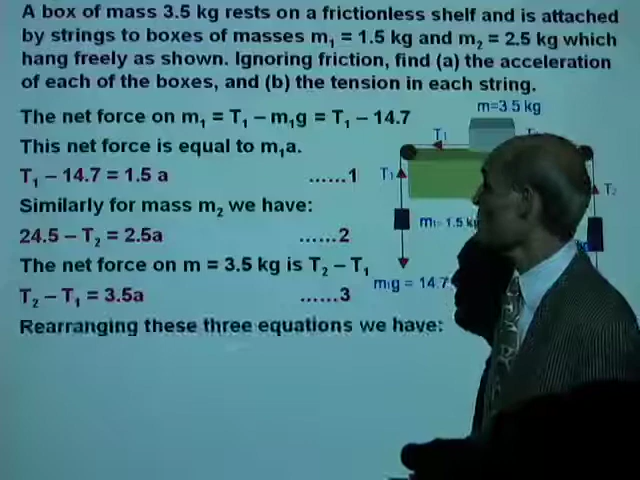 A box of mass 3.5 kg rests on a frictionless shelf and is attached
by strings to boxes of masses m₁ = 1.5 kg and m₂ = 2.5 kg which
hang freely as shown. Ignoring friction, find (a) the acceleration
of each of the boxes, and (b) the tension in each string.
m=3.5 kg
The net force on m₁ = T₁ – m₁g = T₁ – 14.7
T₁
This net force is equal to m₁a.
T₁ – 14.7 = 1.5 a ......1
T₁
T₂
Similarly for mass m₂ we have:
m₁= 1.5 kg
24.5 – T₂ = 2.5a ......2
The net force on m = 3.5 kg is T₂ – T₁
m₁g = 14.7
T₂ – T₁ = 3.5a ......3
Rearranging these three equations we have: